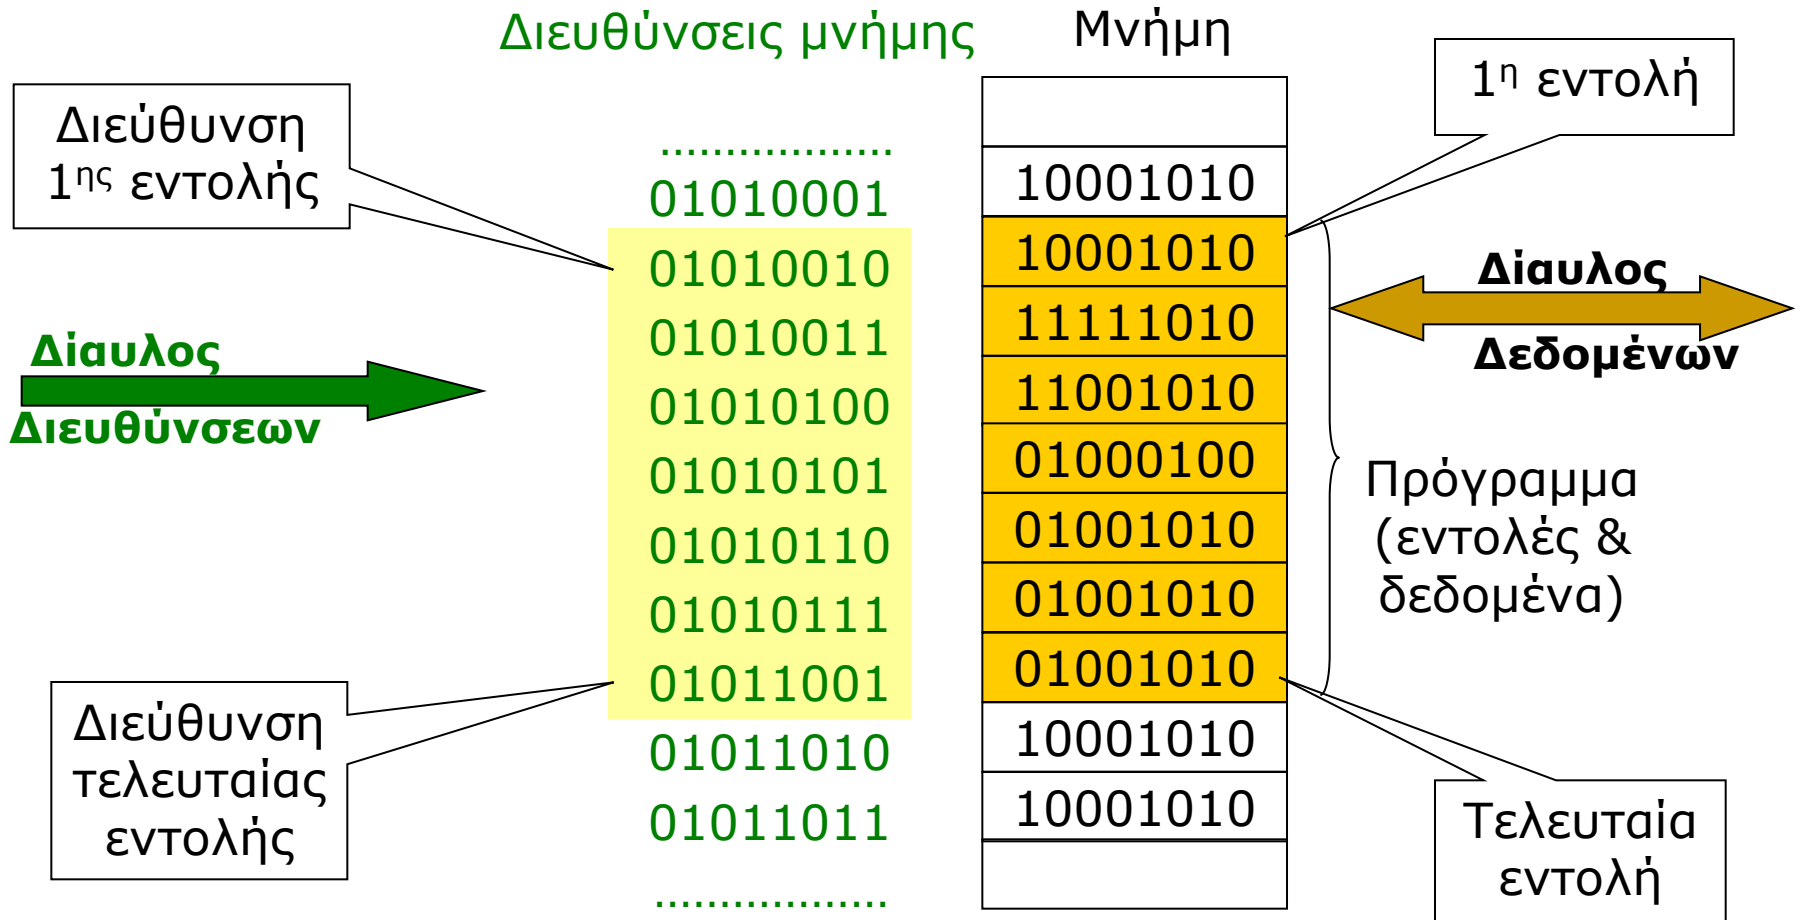 Διευθύνσεις μνήμης
Μνήμη
1η εντολή
Διεύθυνση
1ης εντολής
..................
01010001
01010010
01010011
01010100
01010101
01010110
01010111
01011001
01011010
01011011
..................
10001010
10001010
11111010
11001010
01000100
01001010
01001010
01001010
10001010
10001010
Δίαυλος
Διευθύνσεων
Δίαυλος
Δεδομένων
Πρόγραμμα
(εντολές &
δεδομένα)
Διεύθυνση
τελευταίας
εντολής
Τελευταία
εντολή